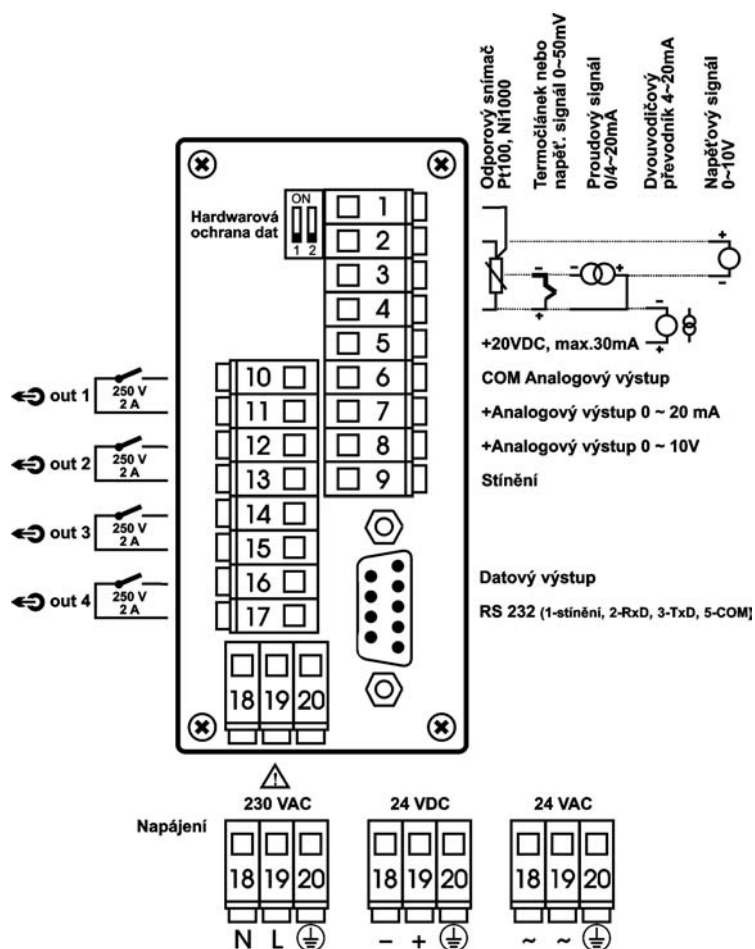 Odporový snímač
Pt100, Ni1000
Termočlánek nebo
napěť. signál 0~50mV
Proudový signál
0/4~20mA
Dvouvodičový
převodník 4~20mA
Napěťový signál
0~10V
Hardwarová
ochrana dat
ON
1 2
1
2
3
4
5
6
7
8
9
+
-
-
-
+
+
-
+
+20VDC, max.30mA
COM Analogový výstup
+Analogový výstup 0 ~ 20 mA
+Analogový výstup 0 ~ 10V
Stínění
out 1
250 V
2 A
out 2
250 V
2 A
out 3
250 V
2 A
out 4
250 V
2 A
10
11
12
13
14
15
16
17
Datový výstup
RS 232 (1-stínění, 2-RxD, 3-TxD, 5-COM)
18 19 20
Napájení
230 VAC
18 19 20
N L
24 VDC
18 19 20
− +
24 VAC
18 19 20
~ ~